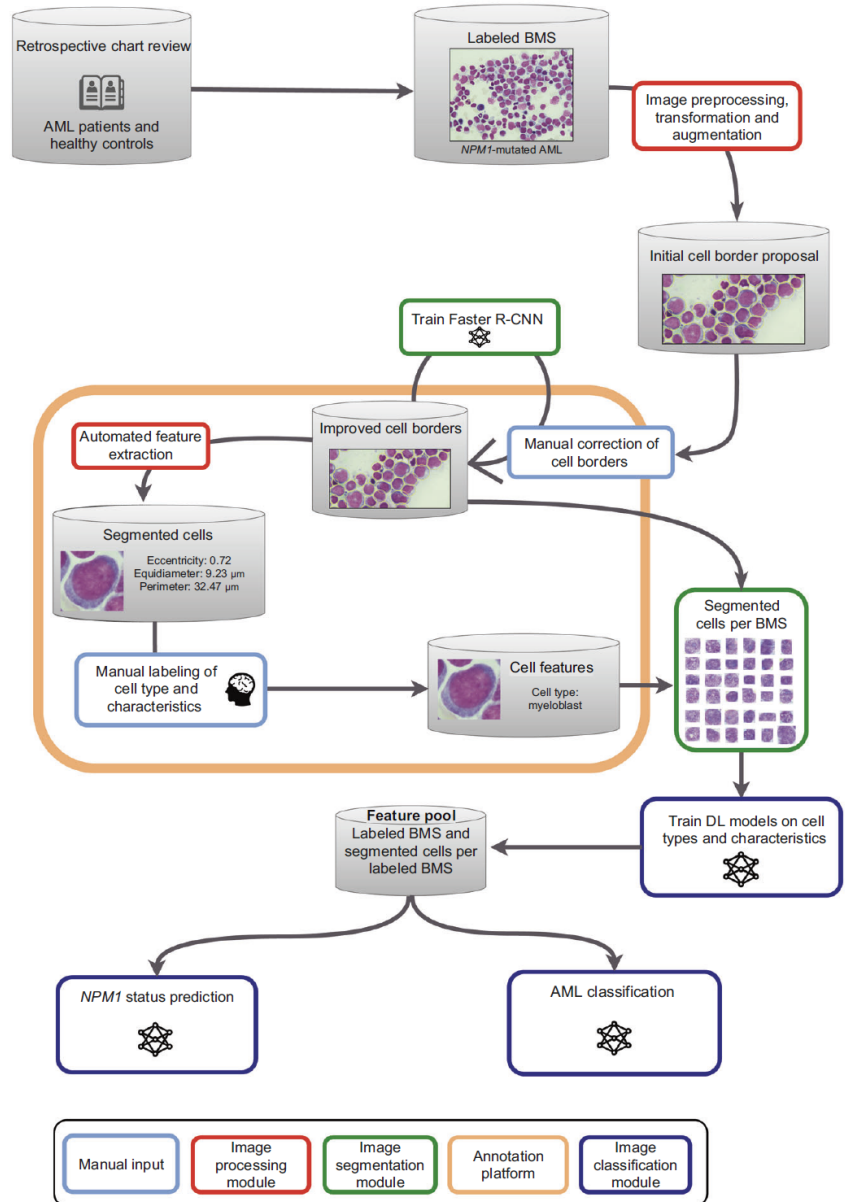 Retrospective chart review
AML patients and
healthy controls
Labeled BMS
NPM1-mutated AML
Image preprocessing,
transformation and
augmentation
Initial cell border proposal
Train Faster R-CNN
Improved cell borders
Manual correction of
cell borders
Automated feature
extraction
Segmented cells
Eccentricity: 0.72
Equidiameter: 9.23 µm
Perimeter: 32.47 µm
Segmented
cells per BMS
Manual labeling of
cell type and
characteristics
Cell features
Cell type:
myeloblast
Train DL models on cell
types and characteristics
Feature pool
Labeled BMS and
segmented cells per
labeled BMS
NPM1 status prediction
AML classification
Manual input
Image
processing
module
Image
segmentation
module
Annotation
platform
Image
classification
module